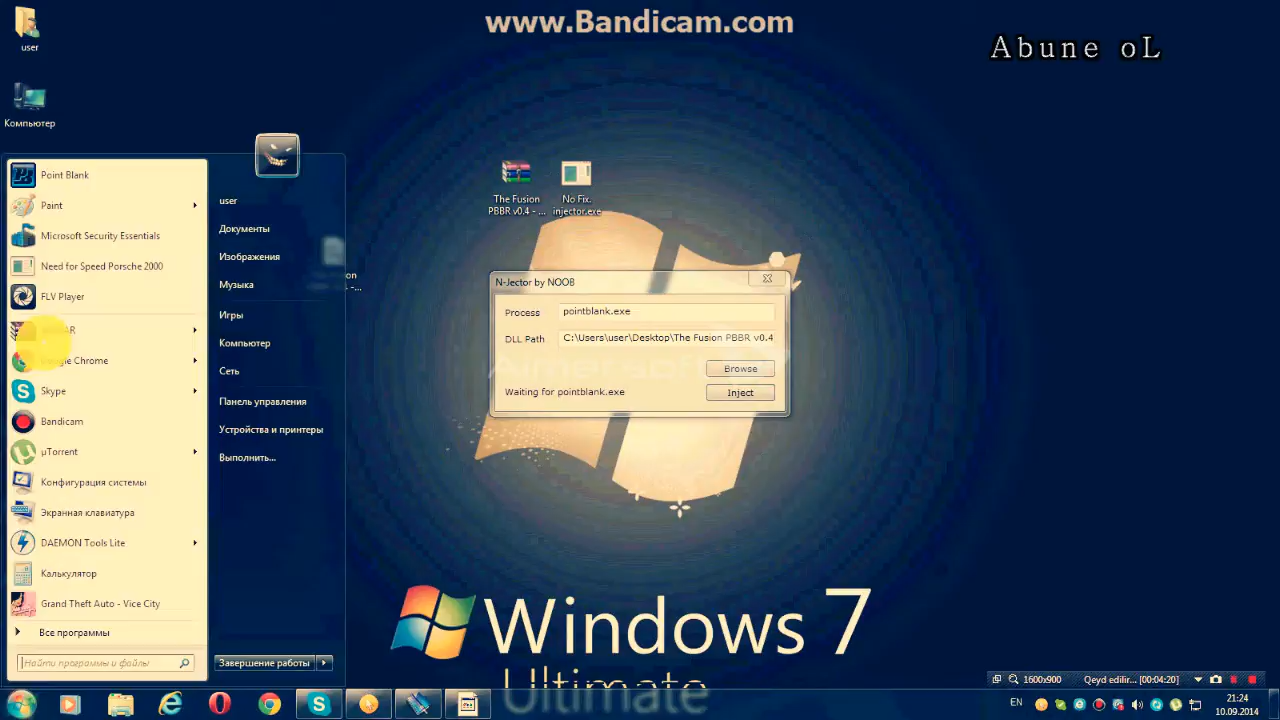 www.Bandicam.com
Abune oL
user
Компьютер
Point Blank
Paint
Microsoft Security Essentials
Need for Speed Porsche 2000
FLV Player
Chrome
Skype
Bandicam
µTorrent
Конфигурация системы
Экранная клавиатура
DAEMON Tools Lite
Калькулятор
Grand Theft Auto - Vice City
Все программы
Найти программы и файлы
user
Документы
Изображения
Музыка
Игры
Компьютер
Сеть
Панель управления
Устройства и принтеры
Выполнить...
Завершение работы
The Fusion
PBBR v0.4 - ...
No Fix.
injector.exe
N-Jector by NOOB
Process
pointblank.exe
DLL Path
C:\Users\user\Desktop\The Fusion PBBR v0.4
Browse
Waiting for pointblank.exe
Inject
Windows 7
Ultimate
1600x900
Qeyd edilir... [00:04:20]
EN
21:24
10.09.2014